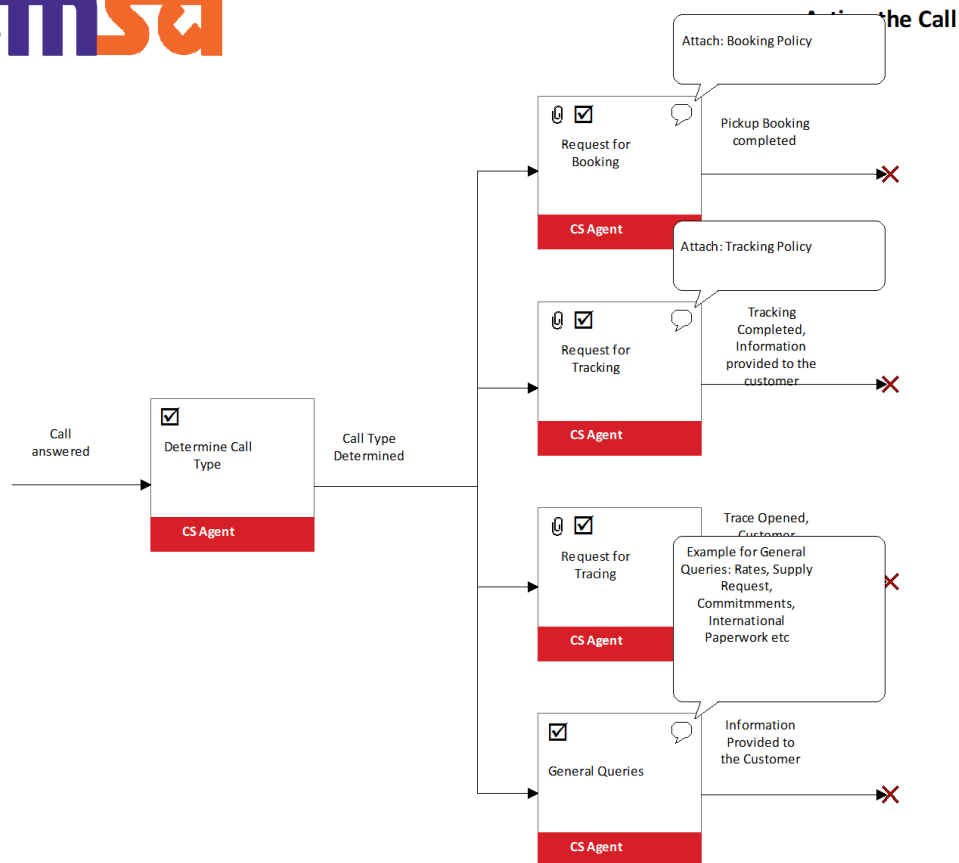 the Call
Attach: Booking Policy
Request for
Booking
CS Agent
Pickup Booking
completed
Attach: Tracking Policy
Request for
Tracking
CS Agent
Tracking
Completed,
Information
provided to the
customer
Call
answered
Determine Call
Type
CS Agent
Call Type
Determined
Request for
Tracing
CS Agent
Trace Opened,
Customer
Example for General
Queries: Rates, Supply
Request,
Commitmments,
International
Paperwork etc
General Queries
CS Agent
Information
Provided to
the Customer